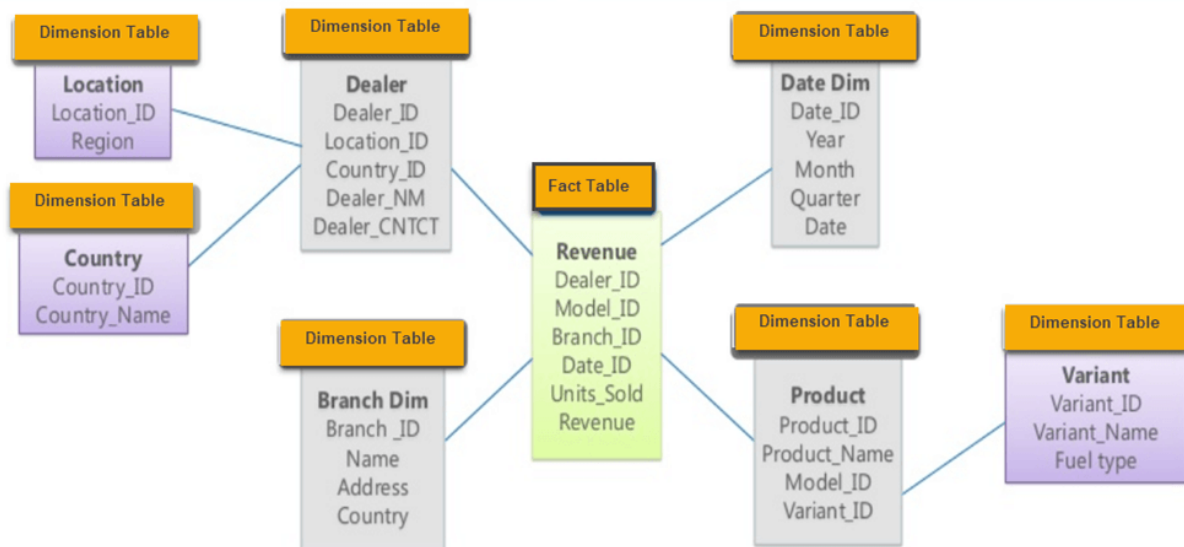 Dimension Table
Location
Location_ID
Region
Dimension Table
Country
Country_ID
Country_Name
Dimension Table
Dealer
Dealer_ID
Location_ID
Country_ID
Dealer_NM
Dealer_CNTCT
Dimension Table
Branch Dim
Branch _ID
Name
Address
Country
Fact Table
Revenue
Dealer_ID
Model_ID
Branch_ID
Date_ID
Units_Sold
Revenue
Dimension Table
Date Dim
Date_ID
Year
Month
Quarter
Date
Dimension Table
Product
Product_ID
Product_Name
Model_ID
Variant_ID
Dimension Table
Variant
Variant_ID
Variant_Name
Fuel type